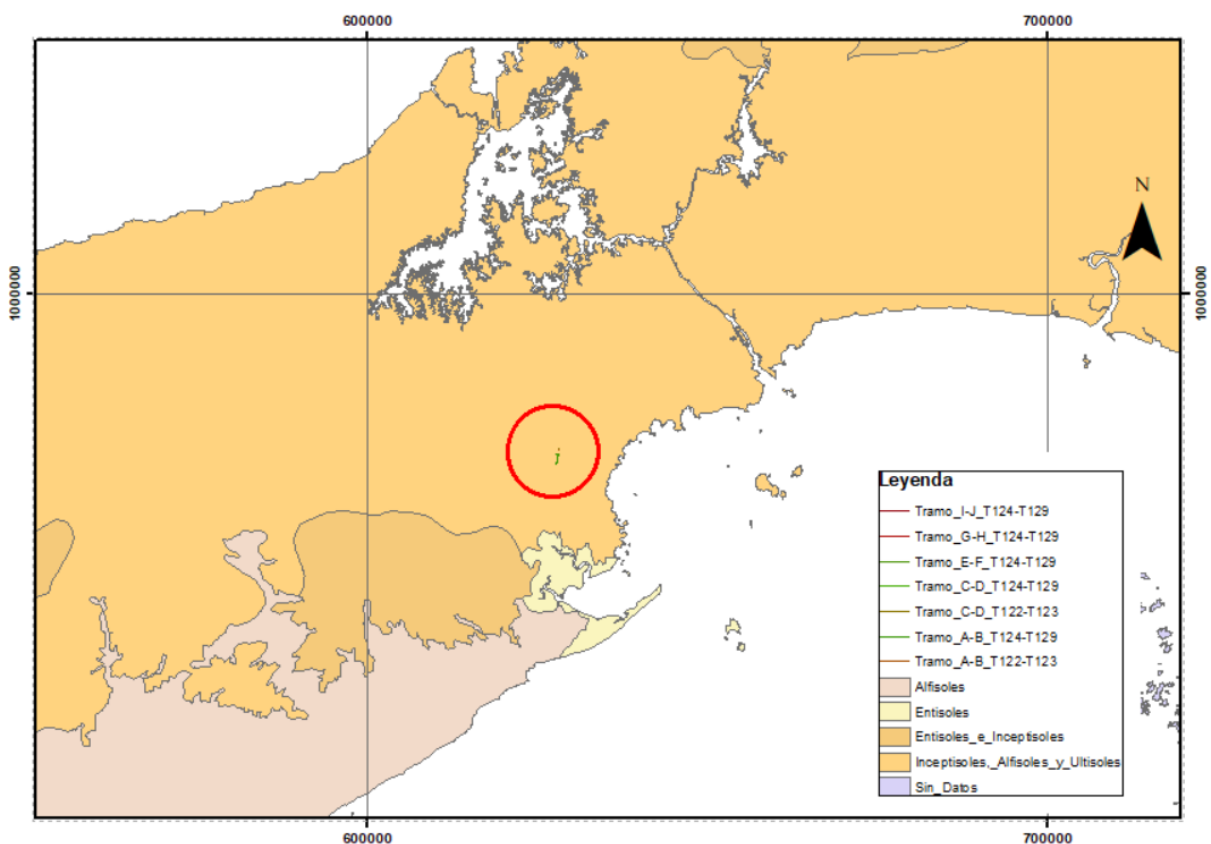 600000
700000
N
1000000
1000000
j
Leyenda
Tramo_I-J_T124-T129
Tramo_G-H_T124-T129
Tramo_E-F_T124-T129
Tramo_C-D_T124-T129
Tramo_C-D_T122-T123
Tramo_A-B_T124-T129
Tramo_A-B_T122-T123
Alfisoles
Entisoles
Entisoles_e_Inceptisoles
Inceptisoles,_Alfisoles_y_Ultisoles
Sin_Datos
600000
700000